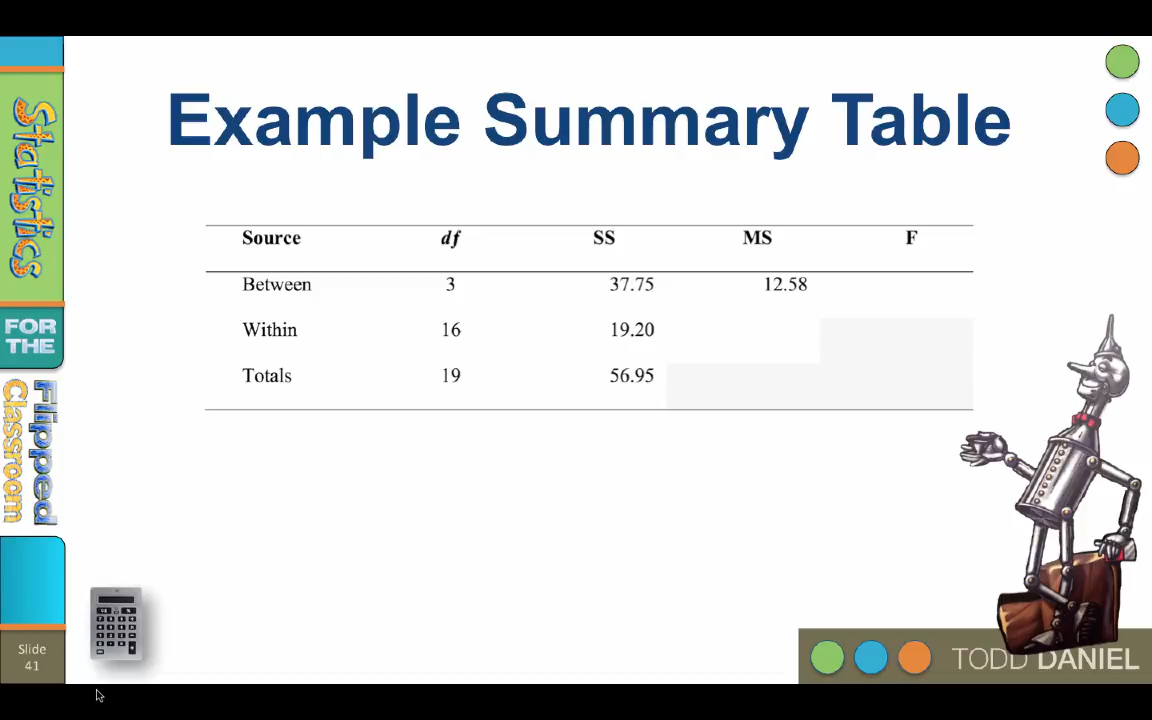 Example Summary Table
Source df SS MS F
Between 3 37.75 12.58
Within 16 19.20
Totals 19 56.95
Statistics
FOR THE
Flipped
Classroom
Slide
41
TODD DANIEL